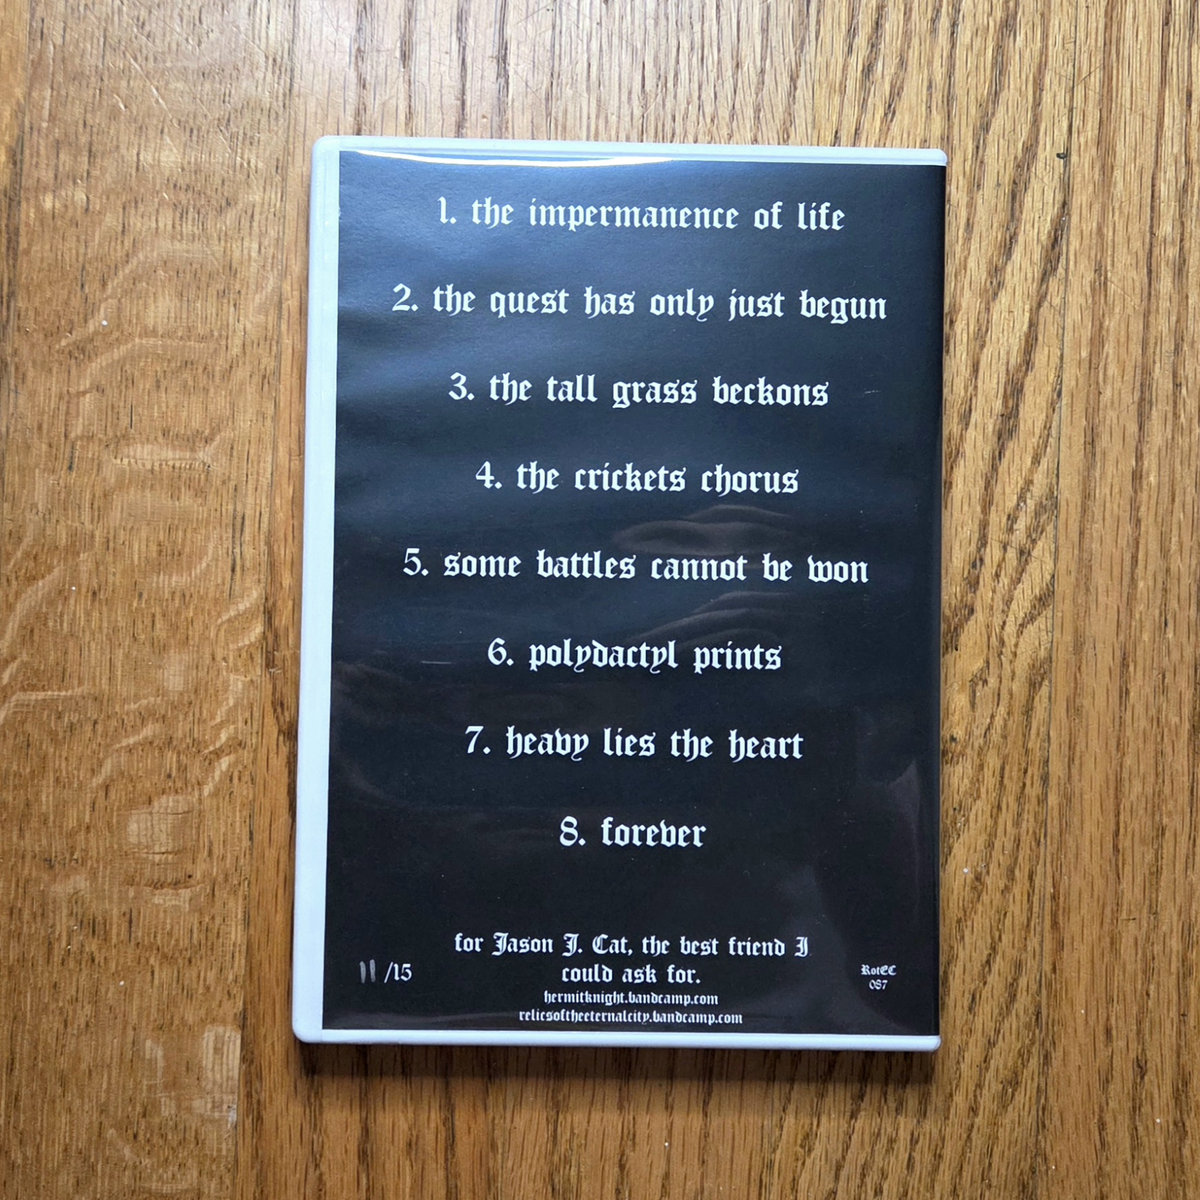 1. the impermanence of life
2. the quest has only just begun
3. the tall grass beckons
4. the crickets chorus
5. some battles cannot be won
6. polydactyl prints
7. heavy lies the heart
8. forever
for Jason J. Cat, the best friend I
could ask for.
11/15
hermitknight.bandcamp.com
relicsoftheeternalcity.bandcamp.com
RotEC
087